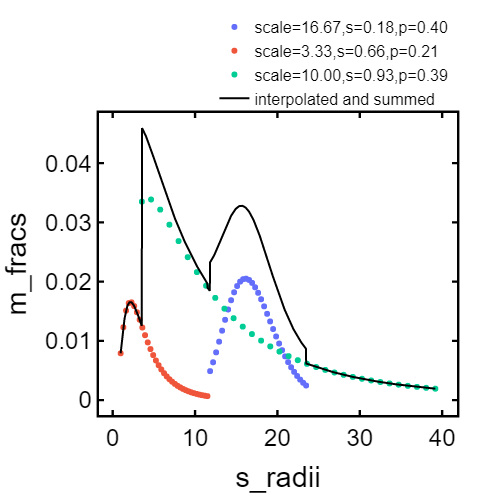 scale=16.67,s=0.18,p=0.40
scale=3.33,s=0.66,p=0.21
scale=10.00,s=0.93,p=0.39
interpolated and summed
0.04
0.03
0.02
0.01
0
m_fracs
0 10 20 30 40
s_radii